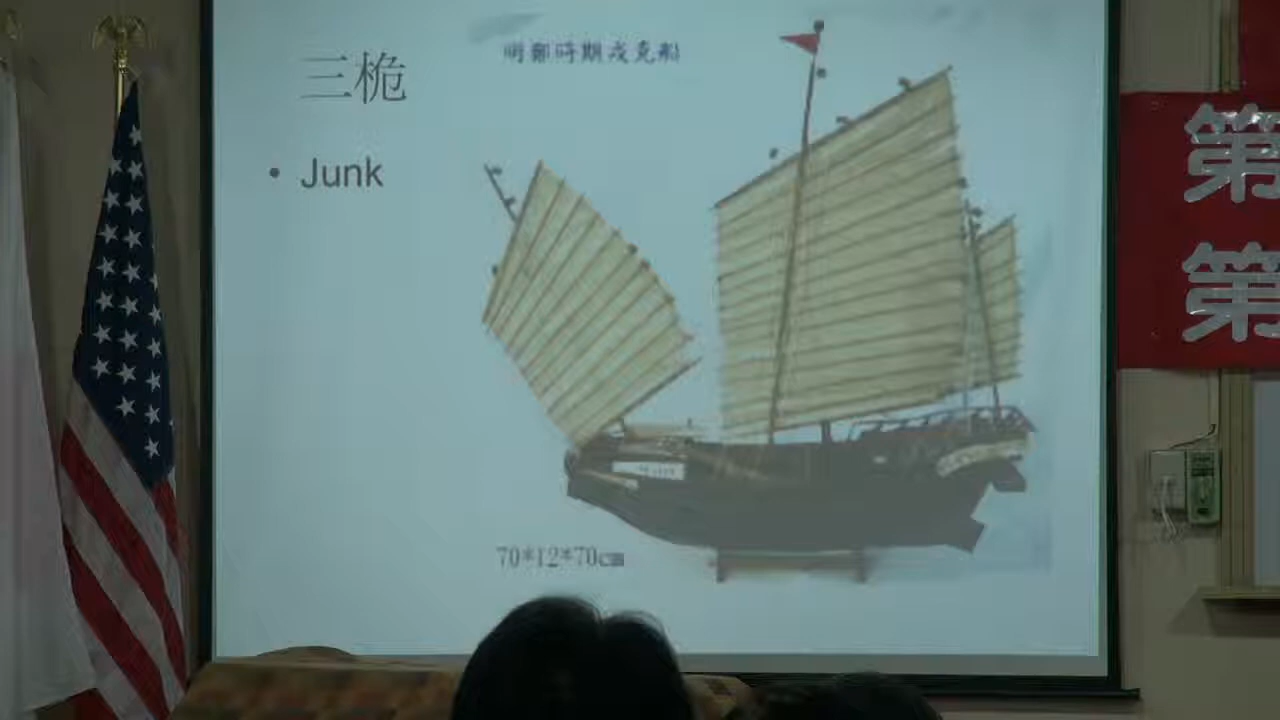 三桅
明鄭時期戎克船
• Junk
70*12*70cm
第
第